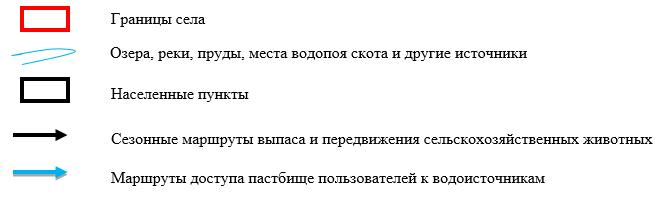 Границы села
Озера, реки, пруды, места водопоя скота и другие источники
Населенные пункты
Сезонные маршруты выпаса и передвижения сельскохозяйственных животных
Маршруты доступа пастбище пользователей к водоисточникам